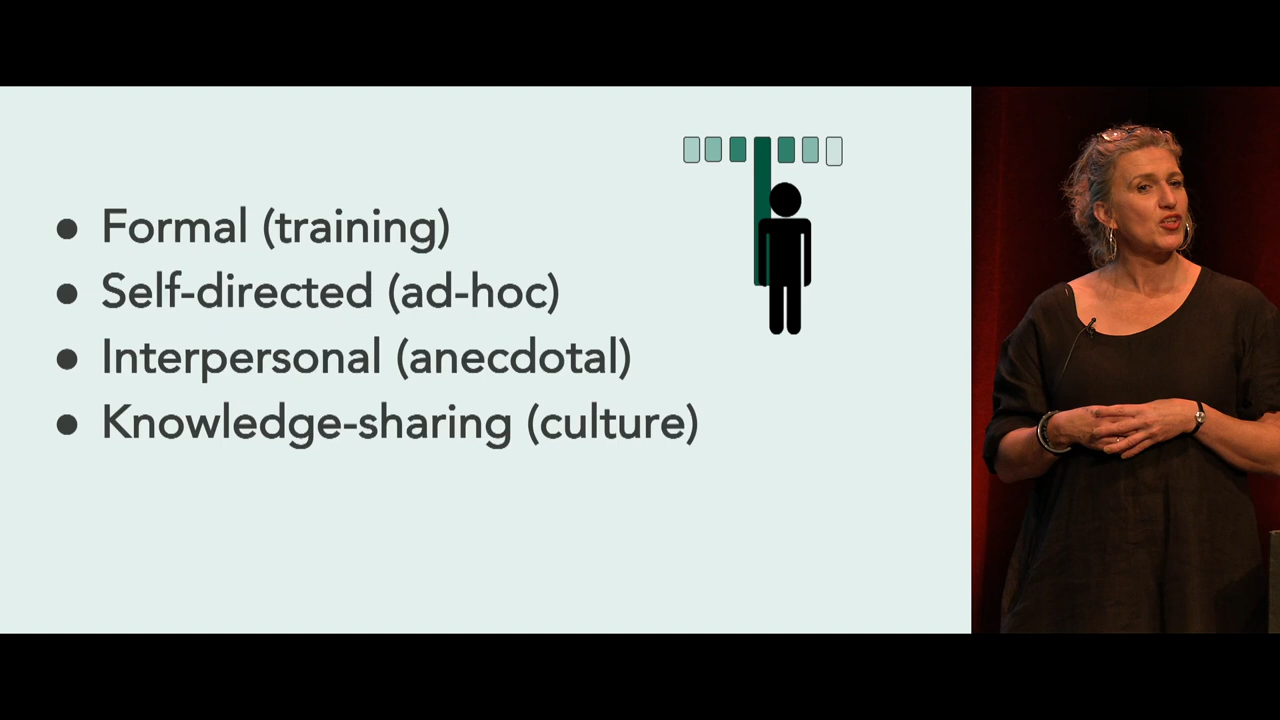 ● Formal (training)
● Self-directed (ad-hoc)
● Interpersonal (anecdotal)
● Knowledge-sharing (culture)